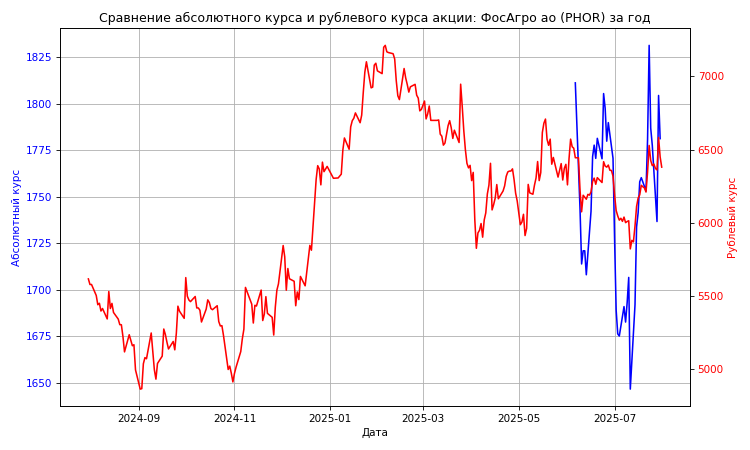 Сравнение абсолютного курса и рублевого курса акции: ФосАгро ао (PHOR) за год
1825
1800
1775
1750
1725
1700
1675
1650
Абсолютный курс
7000
6500
6000
5500
5000
Рублевый курс
2024-09 2024-11 2025-01 2025-03 2025-05 2025-07
Дата